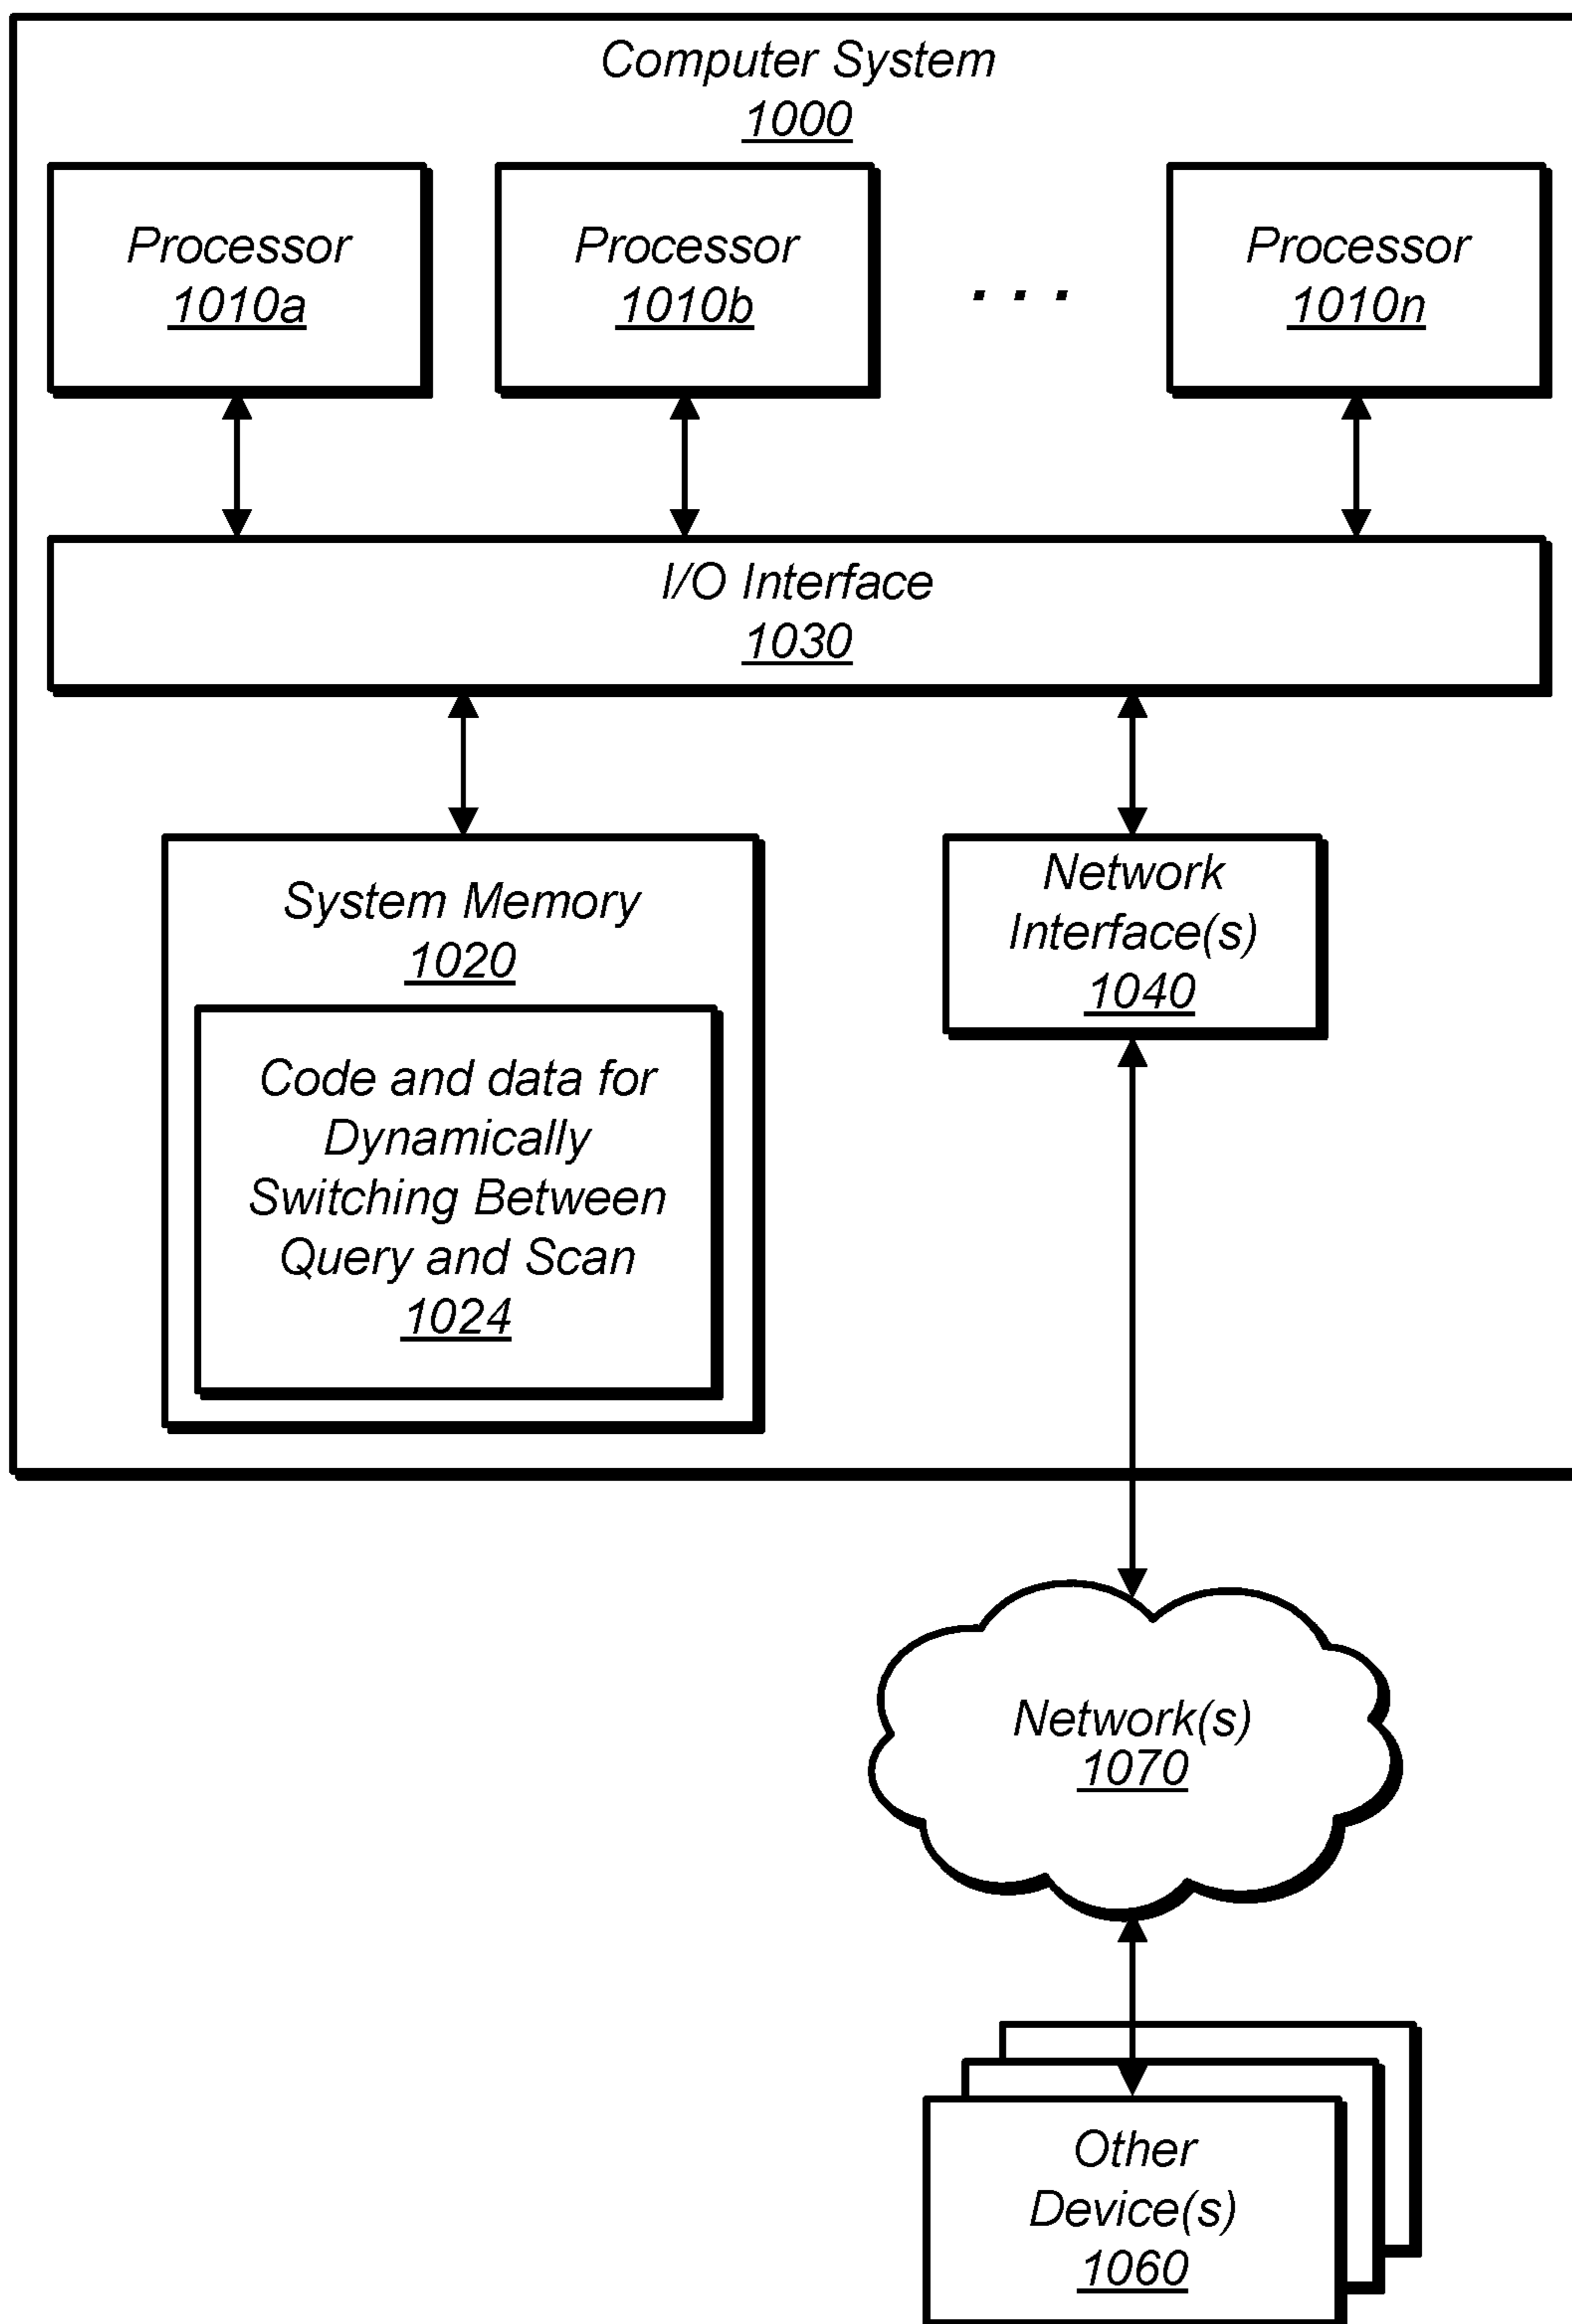 Computer System
1000
Processor
1010a
Processor
1010b
. . .
Processor
1010n
I/O Interface
1030
System Memory
1020
Code and data for
Dynamically
Switching Between
Query and Scan
1024
Network
Interface(s)
1040
Network(s)
1070
Other
Device(s)
1060